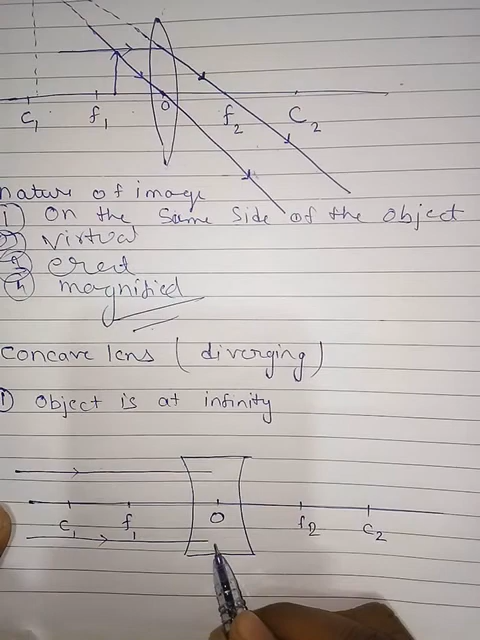 C₁ f₁ O f₂ C₂
nature of image
① On the same side of the object
② virtual
③ erect
④ magnified
Concave lens (diverging)
① Object is at infinity
C₁ f₁ O f₂ C₂